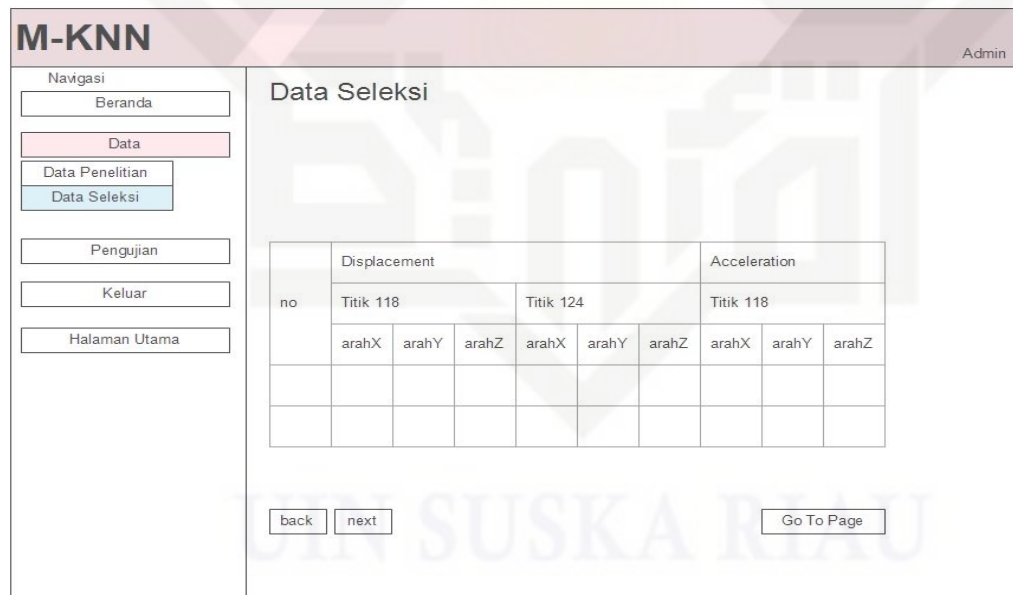 M-KNN
Admin
Navigasi
Beranda
Data
Data Penelitian
Data Seleksi
Pengujian
Keluar
Halaman Utama
Data Seleksi
Displacement Acceleration
no Titik 118 Titik 124 Titik 118
arahX arahY arahZ arahX arahY arahZ arahX arahY arahZ
back next Go To Page
UIN SUSKA RIAU